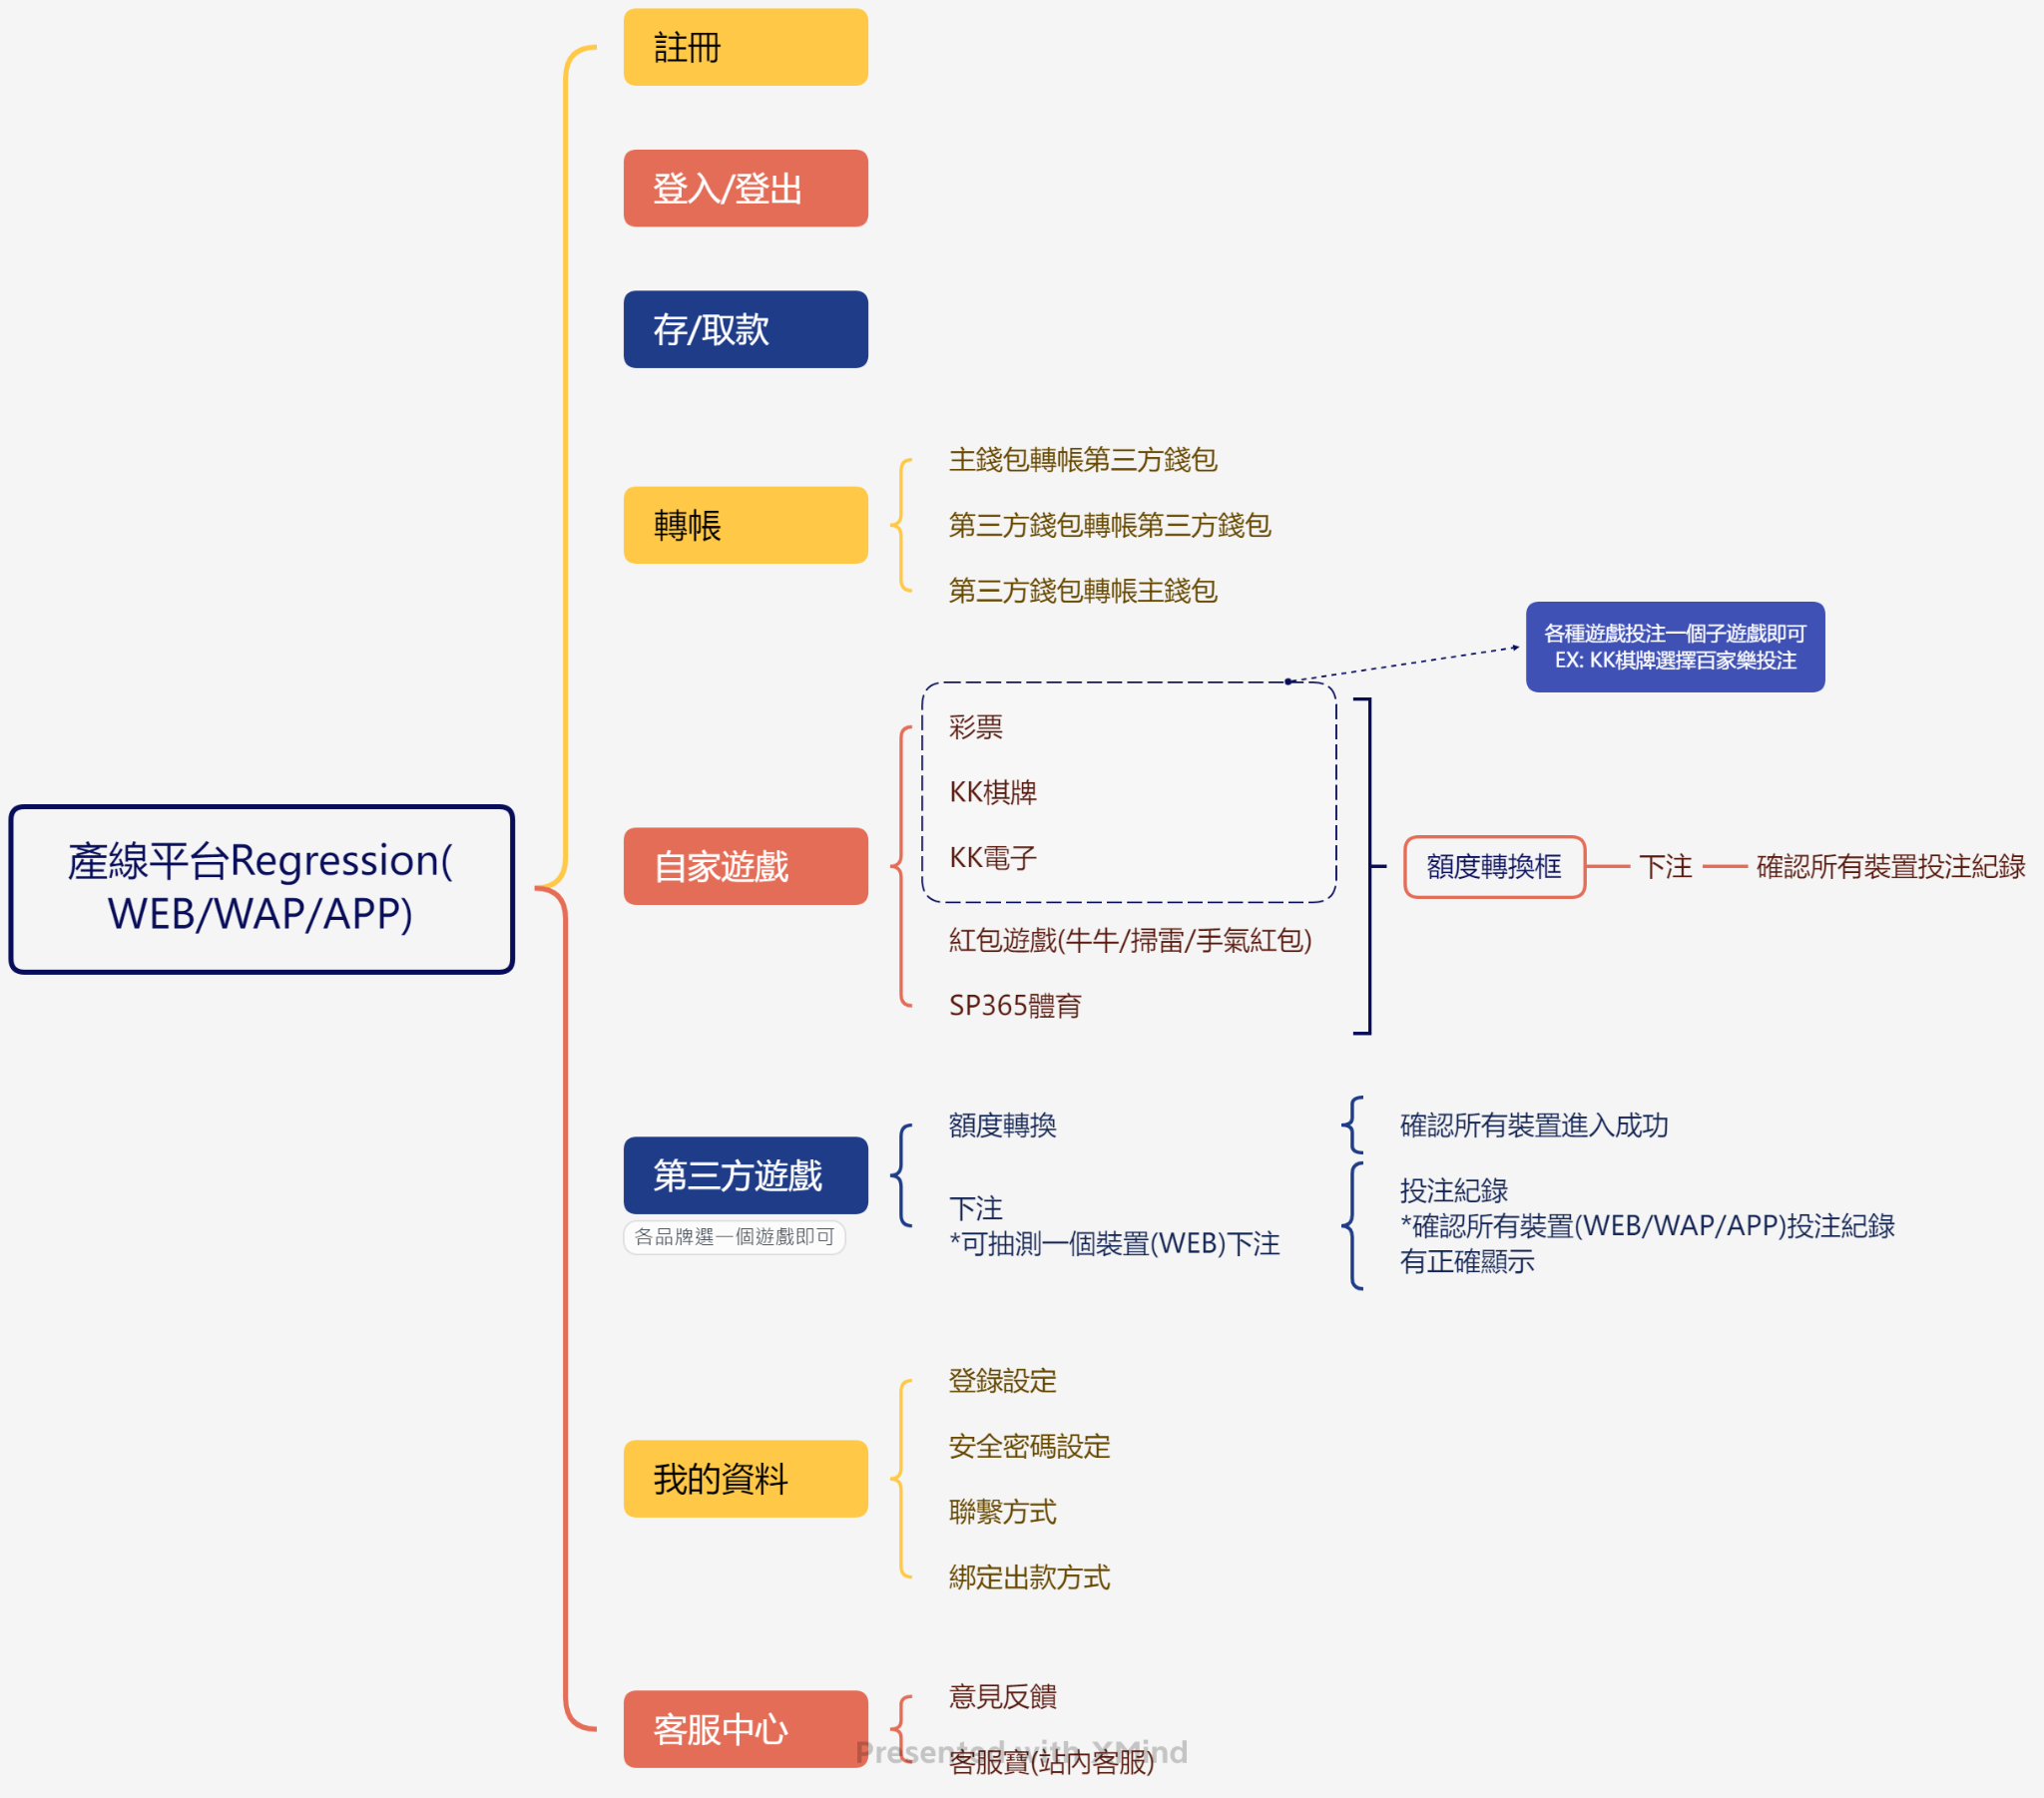 註冊
登入/登出
存/取款
轉帳
主錢包轉帳第三方錢包
第三方錢包轉帳第三方錢包
第三方錢包轉帳主錢包
各種遊戲投注一個子遊戲即可
EX: KK棋牌選擇百家樂投注
產線平台Regression(
WEB/WAP/APP)
自家遊戲
彩票
KK棋牌
KK電子
紅包遊戲(牛牛/掃雷/手氣紅包)
SP365體育
額度轉換框
下注
確認所有裝置投注紀錄
第三方遊戲
各品牌選一個遊戲即可
額度轉換
確認所有裝置進入成功
下注
*可抽測一個裝置(WEB)下注
投注紀錄
*確認所有裝置(WEB/WAP/APP)投注紀錄
有正確顯示
我的資料
登錄設定
安全密碼設定
聯繫方式
綁定出款方式
客服中心
意見反饋
客服寶(站內客服)
Presented with XMind